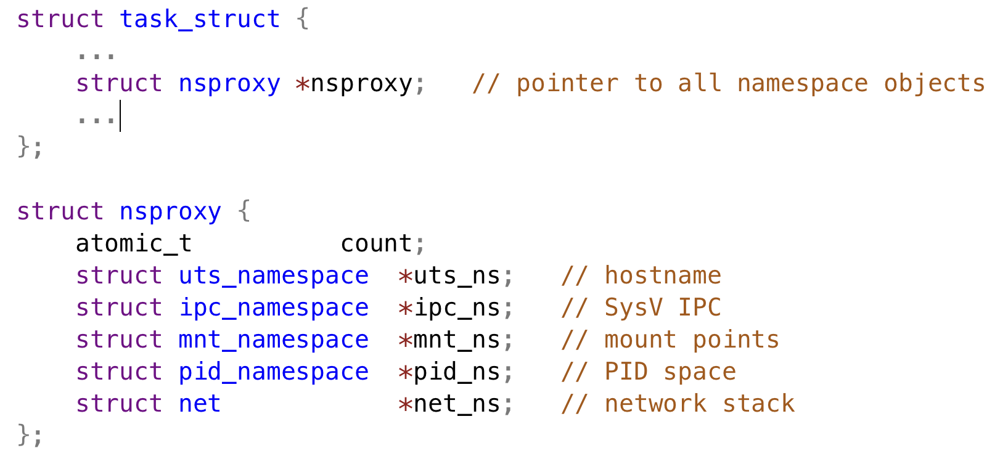 struct task_struct {
    ...
    struct nsproxy *nsproxy;   // pointer to all namespace objects
    ...
};

struct nsproxy {
    atomic_t          count;
    struct uts_namespace  *uts_ns;   // hostname
    struct ipc_namespace  *ipc_ns;   // SysV IPC
    struct mnt_namespace  *mnt_ns;   // mount points
    struct pid_namespace  *pid_ns;   // PID space
    struct net            *net_ns;   // network stack
};